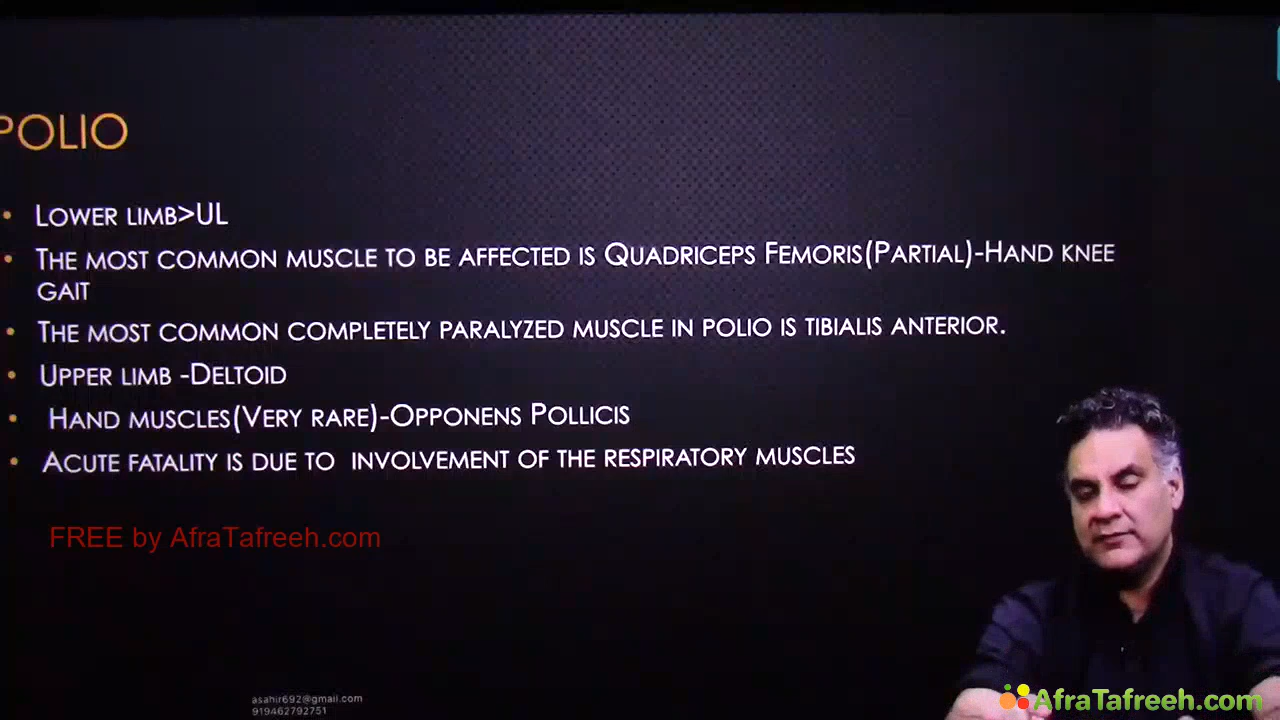 POLIO
• LOWER LIMB>UL
• THE MOST COMMON MUSCLE TO BE AFFECTED IS QUADRICEPS FEMORIS(PARTIAL)-HAND KNEE
GAIT
• THE MOST COMMON COMPLETELY PARALYZED MUSCLE IN POLIO IS TIBIALIS ANTERIOR.
• UPPER LIMB -DELTOID
• HAND MUSCLES(VERY RARE)-OPPONENS POLLICIS
• ACUTE FATALITY IS DUE TO INVOLVEMENT OF THE RESPIRATORY MUSCLES
FREE by AfraTafreeh.com
asahir692@gmail.com
919462792751
AfraTafreeh.com